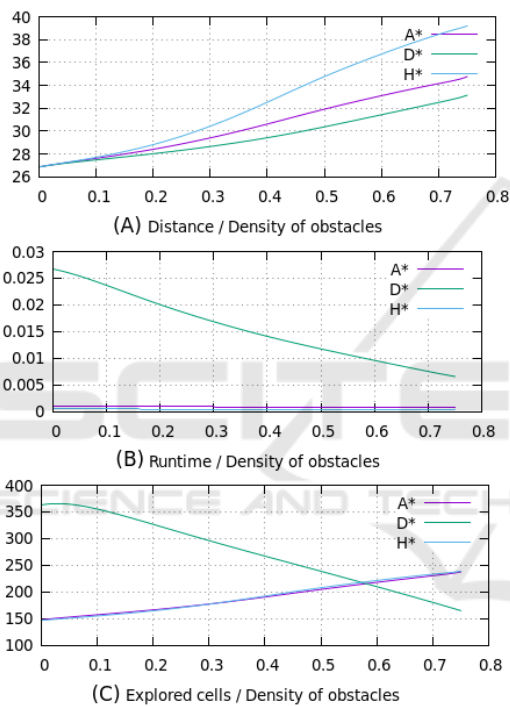 40
38
36
34
32
30
28
26
A*
D*
H*
0 0.1 0.2 0.3 0.4 0.5 0.6 0.7 0.8
(A) Distance / Density of obstacles
0.03
0.025
0.02
0.015
0.01
0.005
0
A*
D*
H*
0 0.1 0.2 0.3 0.4 0.5 0.6 0.7 0.8
(B) Runtime / Density of obstacles
400
350
300
250
200
150
100
A*
D*
H*
0 0.1 0.2 0.3 0.4 0.5 0.6 0.7 0.8
(C) Explored cells / Density of obstacles
SCITE
SCIENCE AND TECH